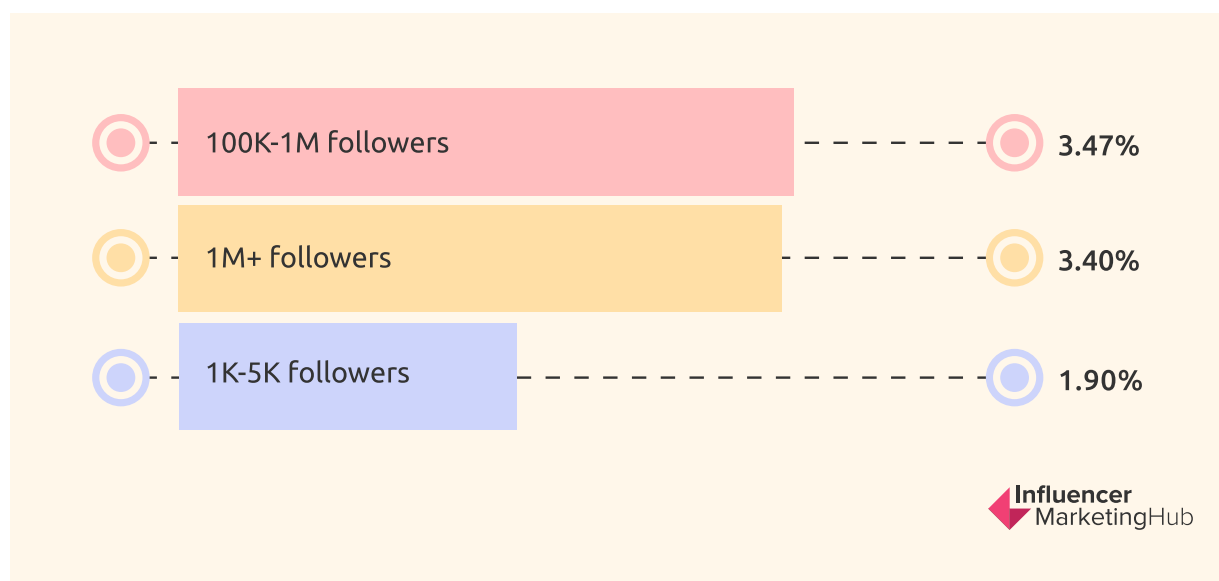 100K-1M followers
3.47%
1M+ followers
3.40%
1K-5K followers
1.90%
Influencer
MarketingHub